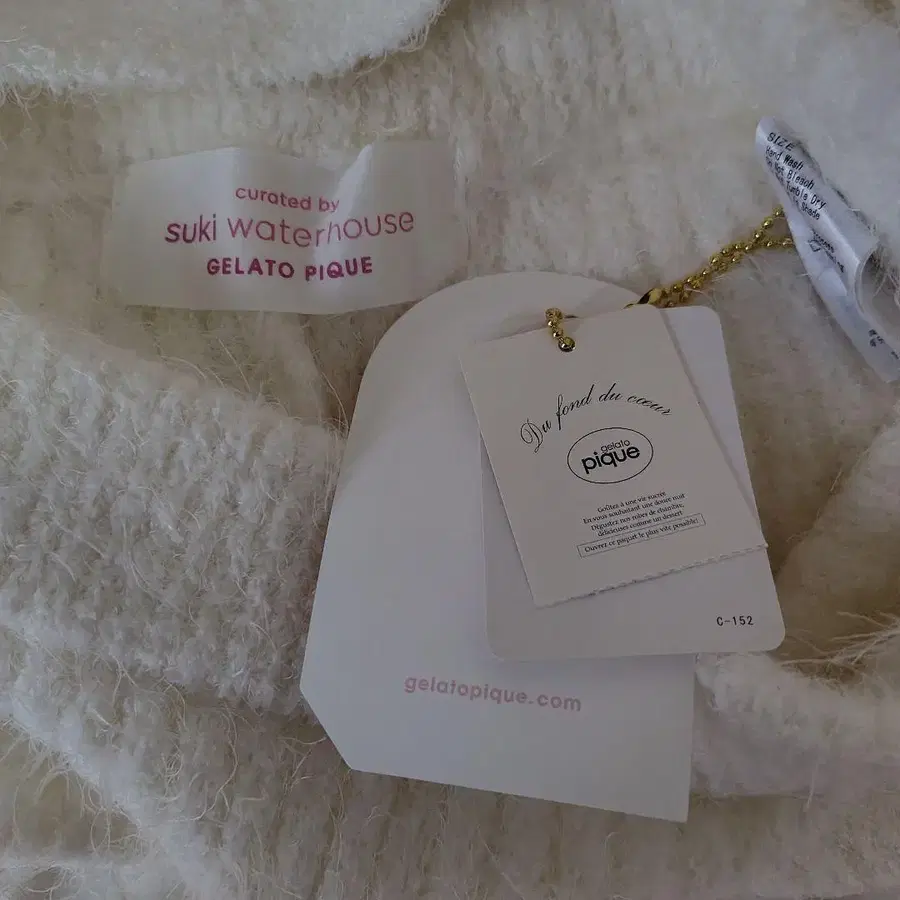 curated by
suki waterhouse
GELATO PIQUE
SIZE
Hand Wash
Do Not Bleach
Tumble Dry
Shade
Du fond du cœur
gelato
pique
Goûtez à une vie sucrée
En vous souhaitant une douce nuit
Dégustez nos robes de chambre,
délicieuses comme un dessert
Ouvrez ce paquet le plus vite possible!
C-152
gelatopique.com